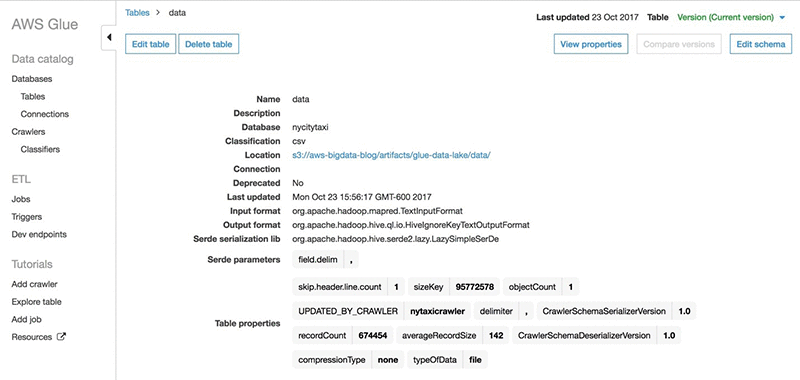 AWS Glue
Data catalog
Databases
Tables
Connections
Crawlers
Classifiers
ETL
Jobs
Triggers
Dev endpoints
Tutorials
Add crawler
Explore table
Add job
Resources
Tables > data
Last updated 23 Oct 2017 Table Version (Current version)
Edit table Delete table View properties Compare versions Edit schema
Name data
Description
Database nycitytaxi
Classification csv
Location s3://aws-bigdata-blog/artifacts/glue-data-lake/data/
Connection
Deprecated No
Last updated Mon Oct 23 15:56:17 GMT-600 2017
Input format org.apache.hadoop.mapred.TextInputFormat
Output format org.apache.hadoop.hive.ql.io.HiveIgnoreKeyTextOutputFormat
Serde serialization lib org.apache.hadoop.hive.serde2.lazy.LazySimpleSerDe
Serde parameters field.delim ,
Table properties
skip.header.line.count 1 sizeKey 95772578 objectCount 1
UPDATED_BY_CRAWLER nytaxicrawler delimiter , CrawlerSchemaSerializerVersion 1.0
recordCount 674454 averageRecordSize 142 CrawlerSchemaDeserializerVersion 1.0
compressionType none typeOfData file